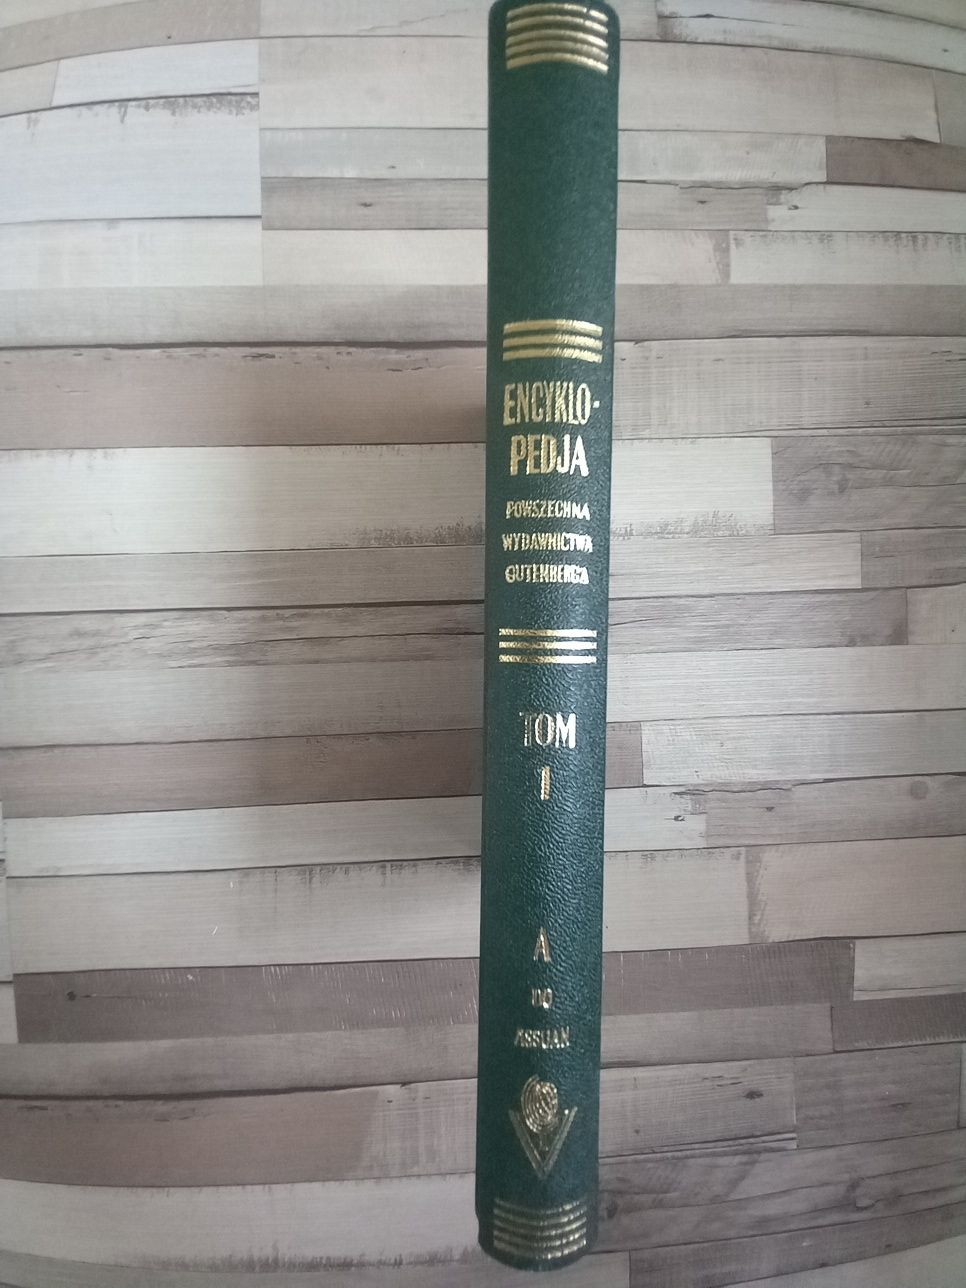 ENCYKLO-
PEDJA
POWSZECHNA
WYDAWNICTWA
GUTENBERGA
TOM
I
A
DO
ASSUAN